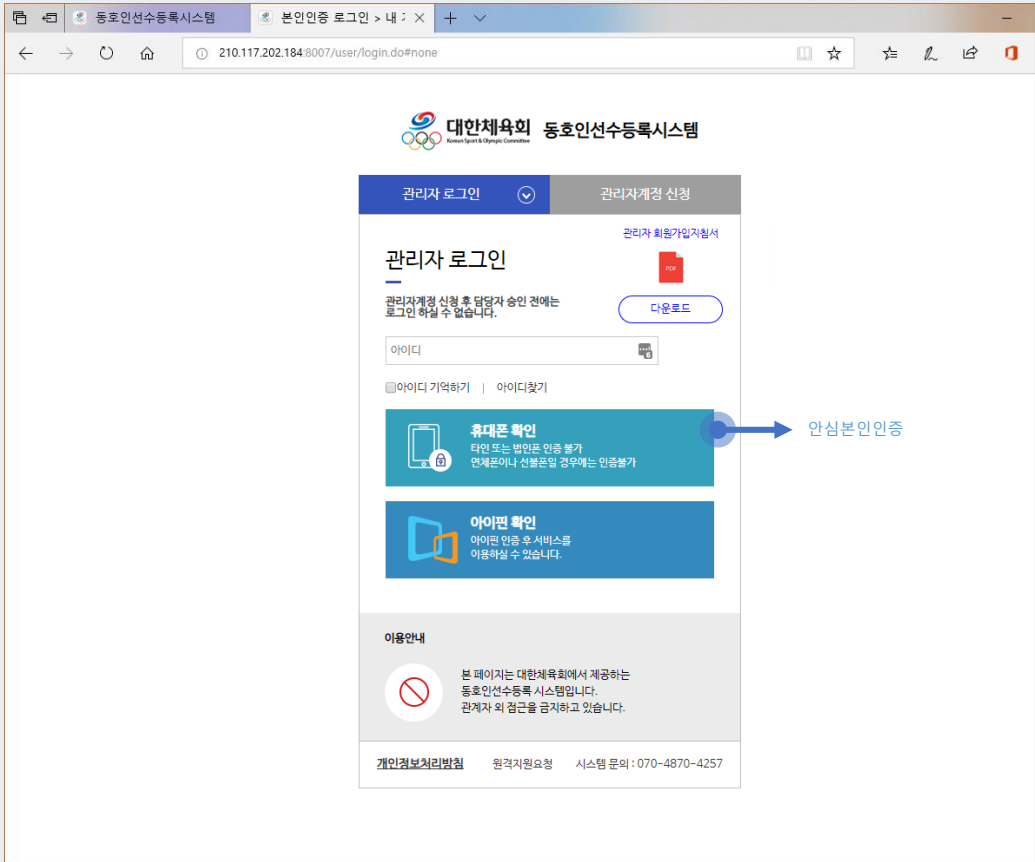 동호인선수등록시스템
본인인증 로그인 > 내 
210.117.202.184:8007/user/login.do#none
대한체육회 동호인선수등록시스템
Korean Sport & Olympic Committee
관리자 로그인
관리자계정 신청
관리자 회원가입지침서
관리자 로그인
PDF
관리자계정 신청 후 담당자 승인 전에는
로그인 하실 수 없습니다.
다운로드
아이디
6
아이디 기억하기 | 아이디찾기
휴대폰 확인
타인 또는 법인폰 인증 불가
연체폰이나 선불폰일 경우에는 인증불가
안심본인인증
아이핀 확인
아이핀 인증 후 서비스를
이용하실 수 있습니다.
이용안내
본 페이지는 대한체육회에서 제공하는
동호인선수등록 시스템입니다.
관계자 외 접근을 금지하고 있습니다.
개인정보처리방침 원격지원요청 시스템 문의 : 070-4870-4257